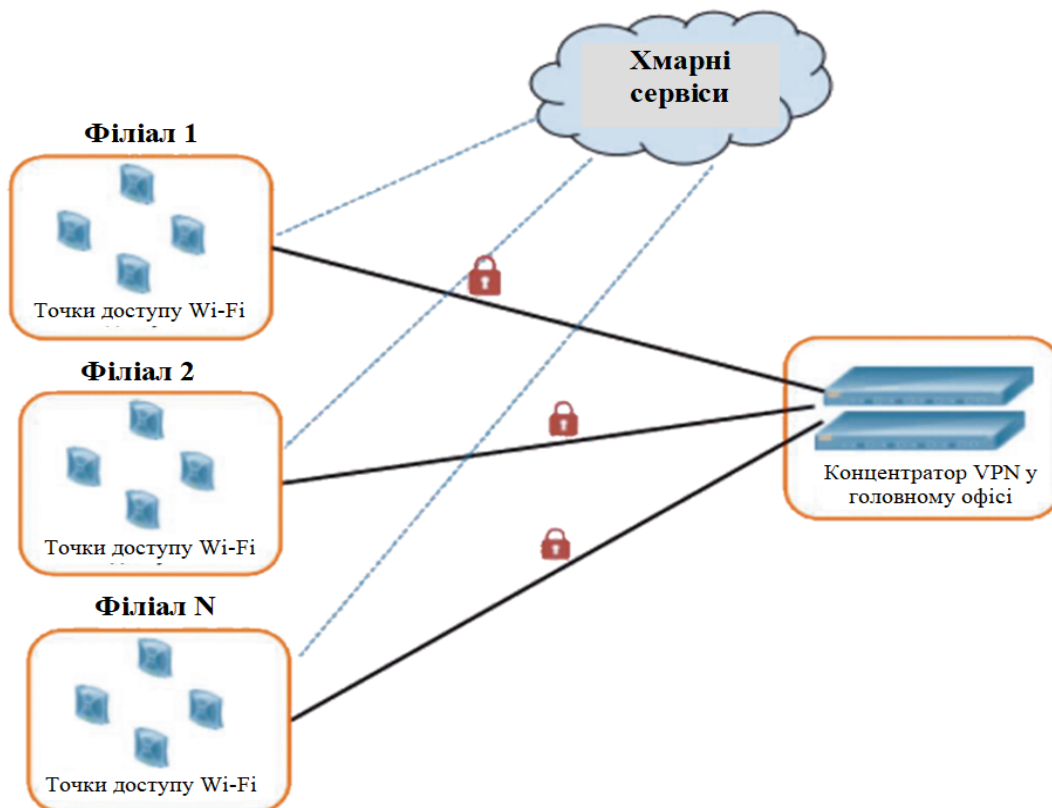 Хмарні
сервіси
Філіал 1
Точки доступу Wi-Fi
Філіал 2
Точки доступу Wi-Fi
Концентратор VPN у
головному офісі
Філіал N
Точки доступу Wi-Fi